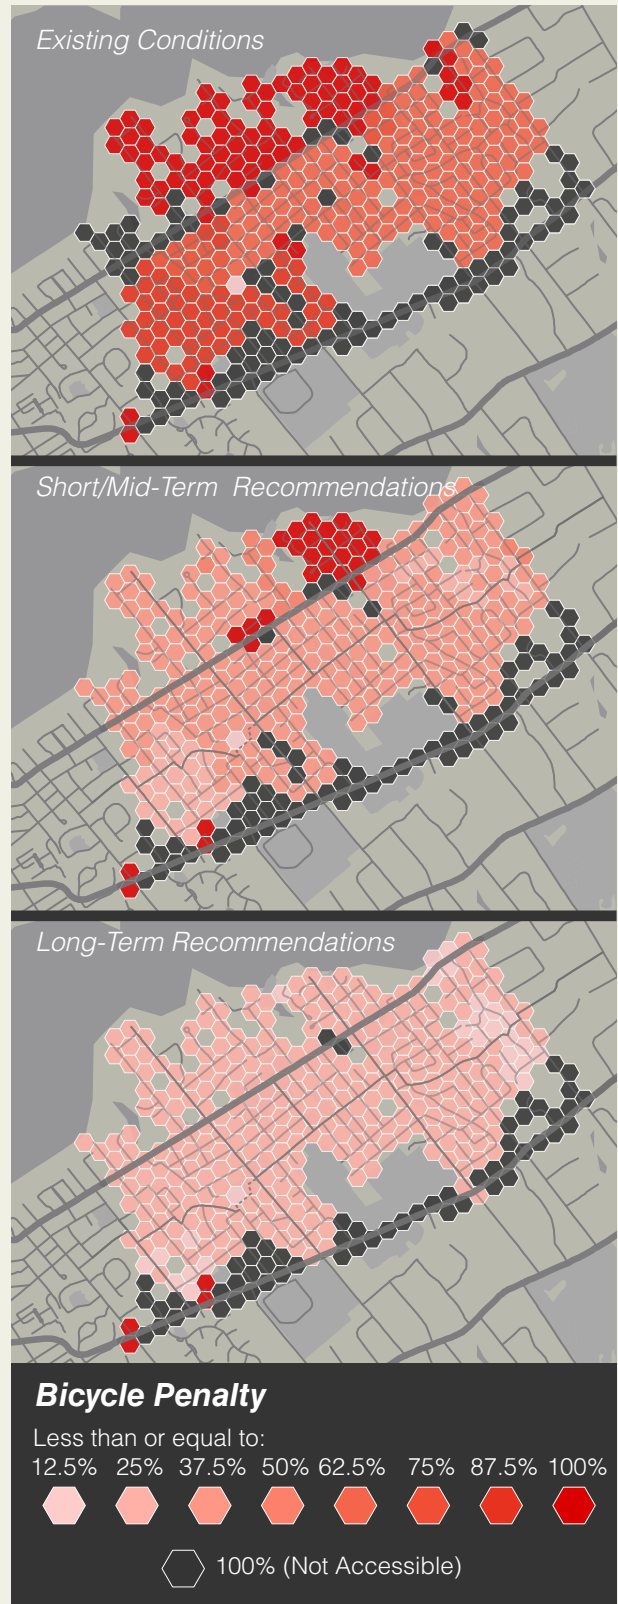 Existing Conditions
Short/Mid-Term Recommendations
Long-Term Recommendations
Bicycle Penalty
Less than or equal to:
12.5% 25% 37.5% 50% 62.5% 75% 87.5% 100%
100% (Not Accessible)